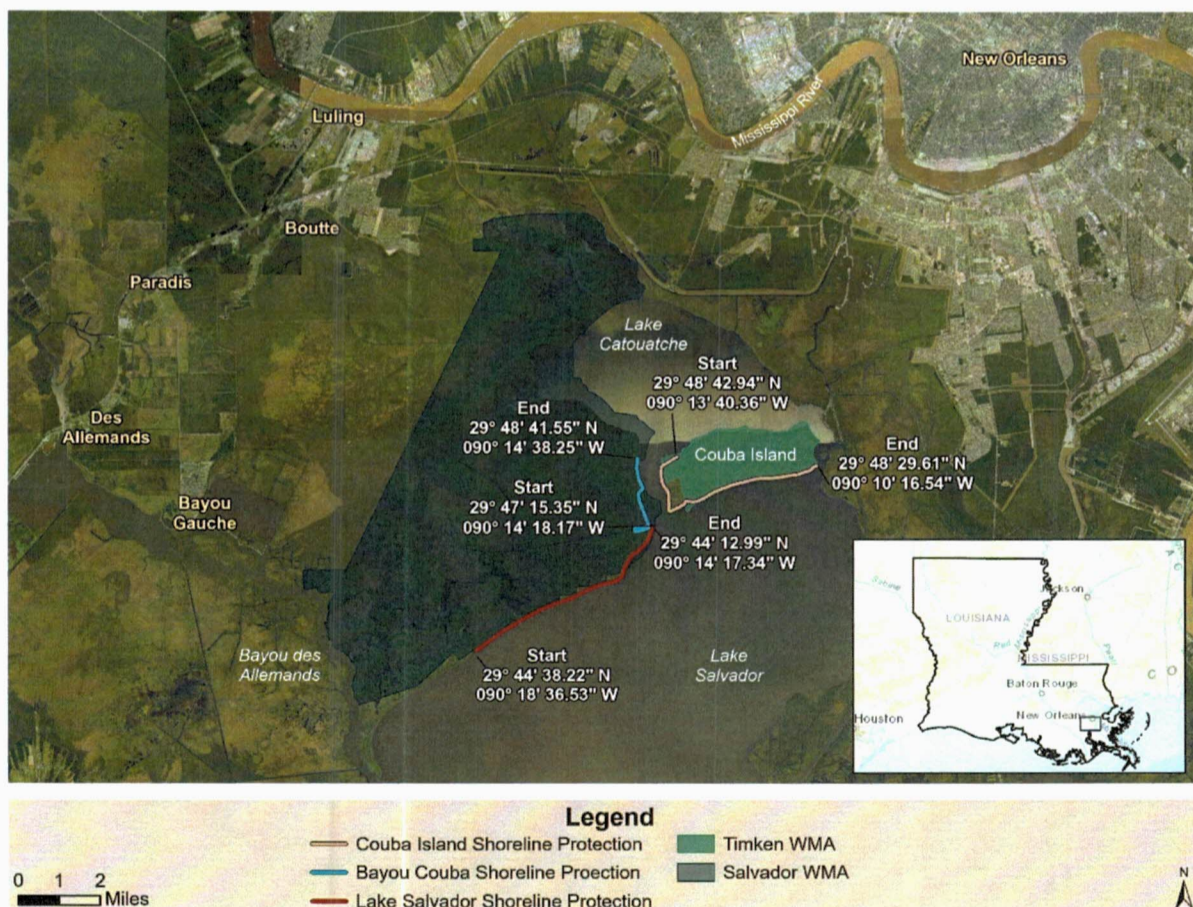 New Orleans
Mississippi River
Luling
Boutte
Paradis
Lake
Catouatche
Start
29° 48' 42.94" N
090° 13' 40.36" W
End
29° 48' 41.55" N
090° 14' 38.25" W
Des
Allemands
Couba Island
End
29° 48' 29.61" N
090° 10' 16.54" W
Start
29° 47' 15.35" N
090° 14' 18.17" W
Bayou
Gauche
End
29° 44' 12.99" N
090° 14' 17.34" W
Bayou des
Allemands
Start
29° 44' 38.22" N
090° 18' 36.53" W
Lake
Salvador
Sabine
Jackson
LOUISIANA
Red
Mississippi
Pearl
MISSISSIPPI
Baton Rouge
New Orleans
Houston
Legend
Couba Island Shoreline Protection
Bayou Couba Shoreline Proection
Lake Salvador Shoreline Protection
Timken WMA
Salvador WMA
0 1 2
Miles
N